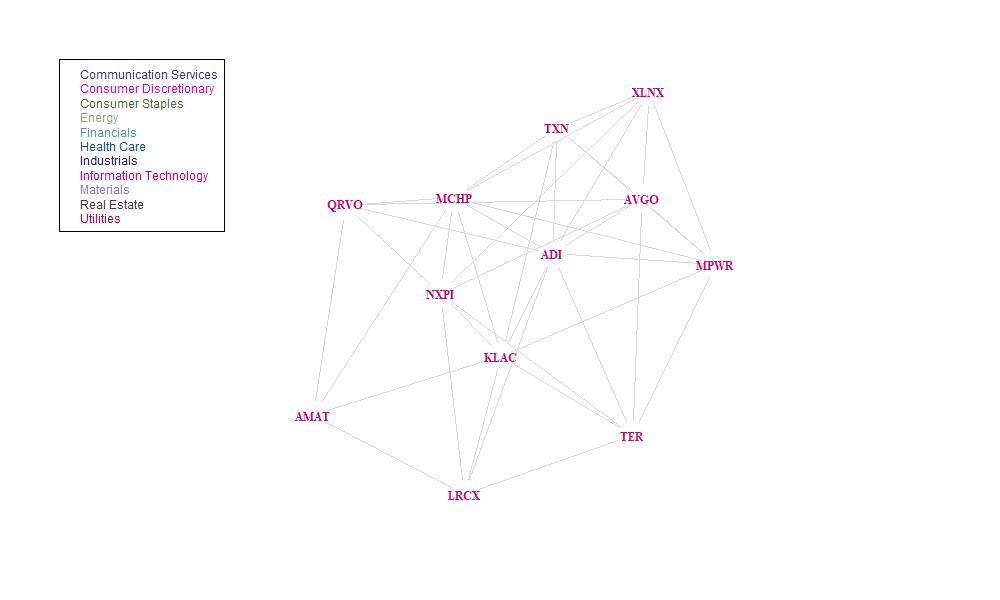 Communication Services
Consumer Discretionary
Consumer Staples
Energy
Financials
Health Care
Industrials
Information Technology
Materials
Real Estate
Utilities
XLNX
TXN
QRVO
MCHP
AVGO
ADI
MPWR
NXPI
KLAC
AMAT
TER
LRCX